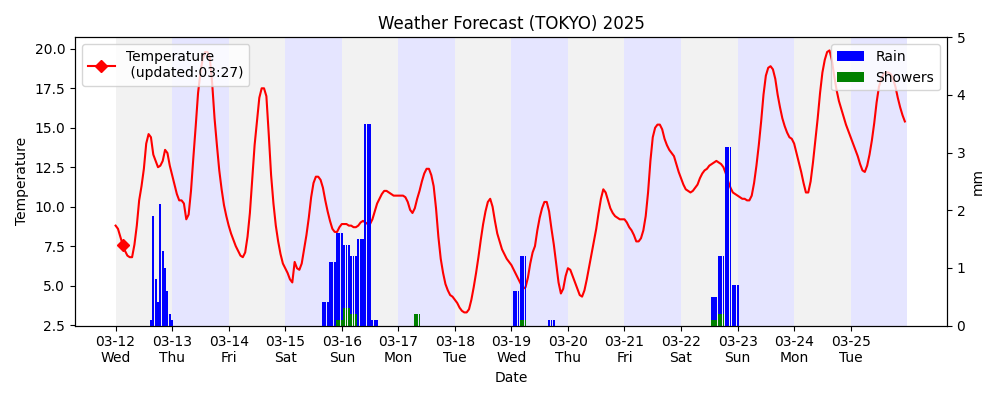 Weather Forecast (TOKYO) 2025
Temperature
(updated:03:27)
Rain
Showers
20.0
17.5
15.0
12.5
10.0
7.5
5.0
2.5
Temperature
5
4
3
2
1
0
mm
03-12 03-13 03-14 03-15 03-16 03-17 03-18 03-19 03-20 03-21 03-22 03-23 03-24 03-25
Wed Thu Fri Sat Sun Mon Tue Wed Thu Fri Sat Sun Mon Tue
Date